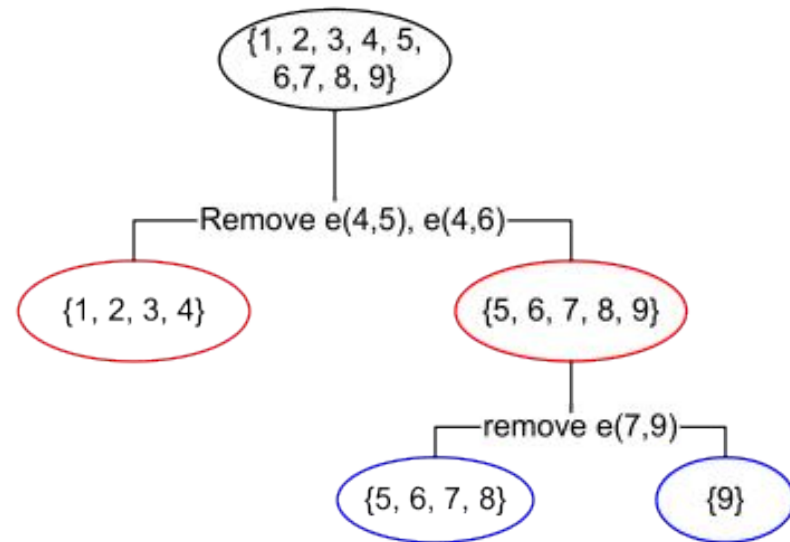 {1, 2, 3, 4, 5,
6,7, 8, 9}
Remove e(4,5), e(4,6)
{1, 2, 3, 4}
{5, 6, 7, 8, 9}
remove e(7,9)
{5, 6, 7, 8}
{9}